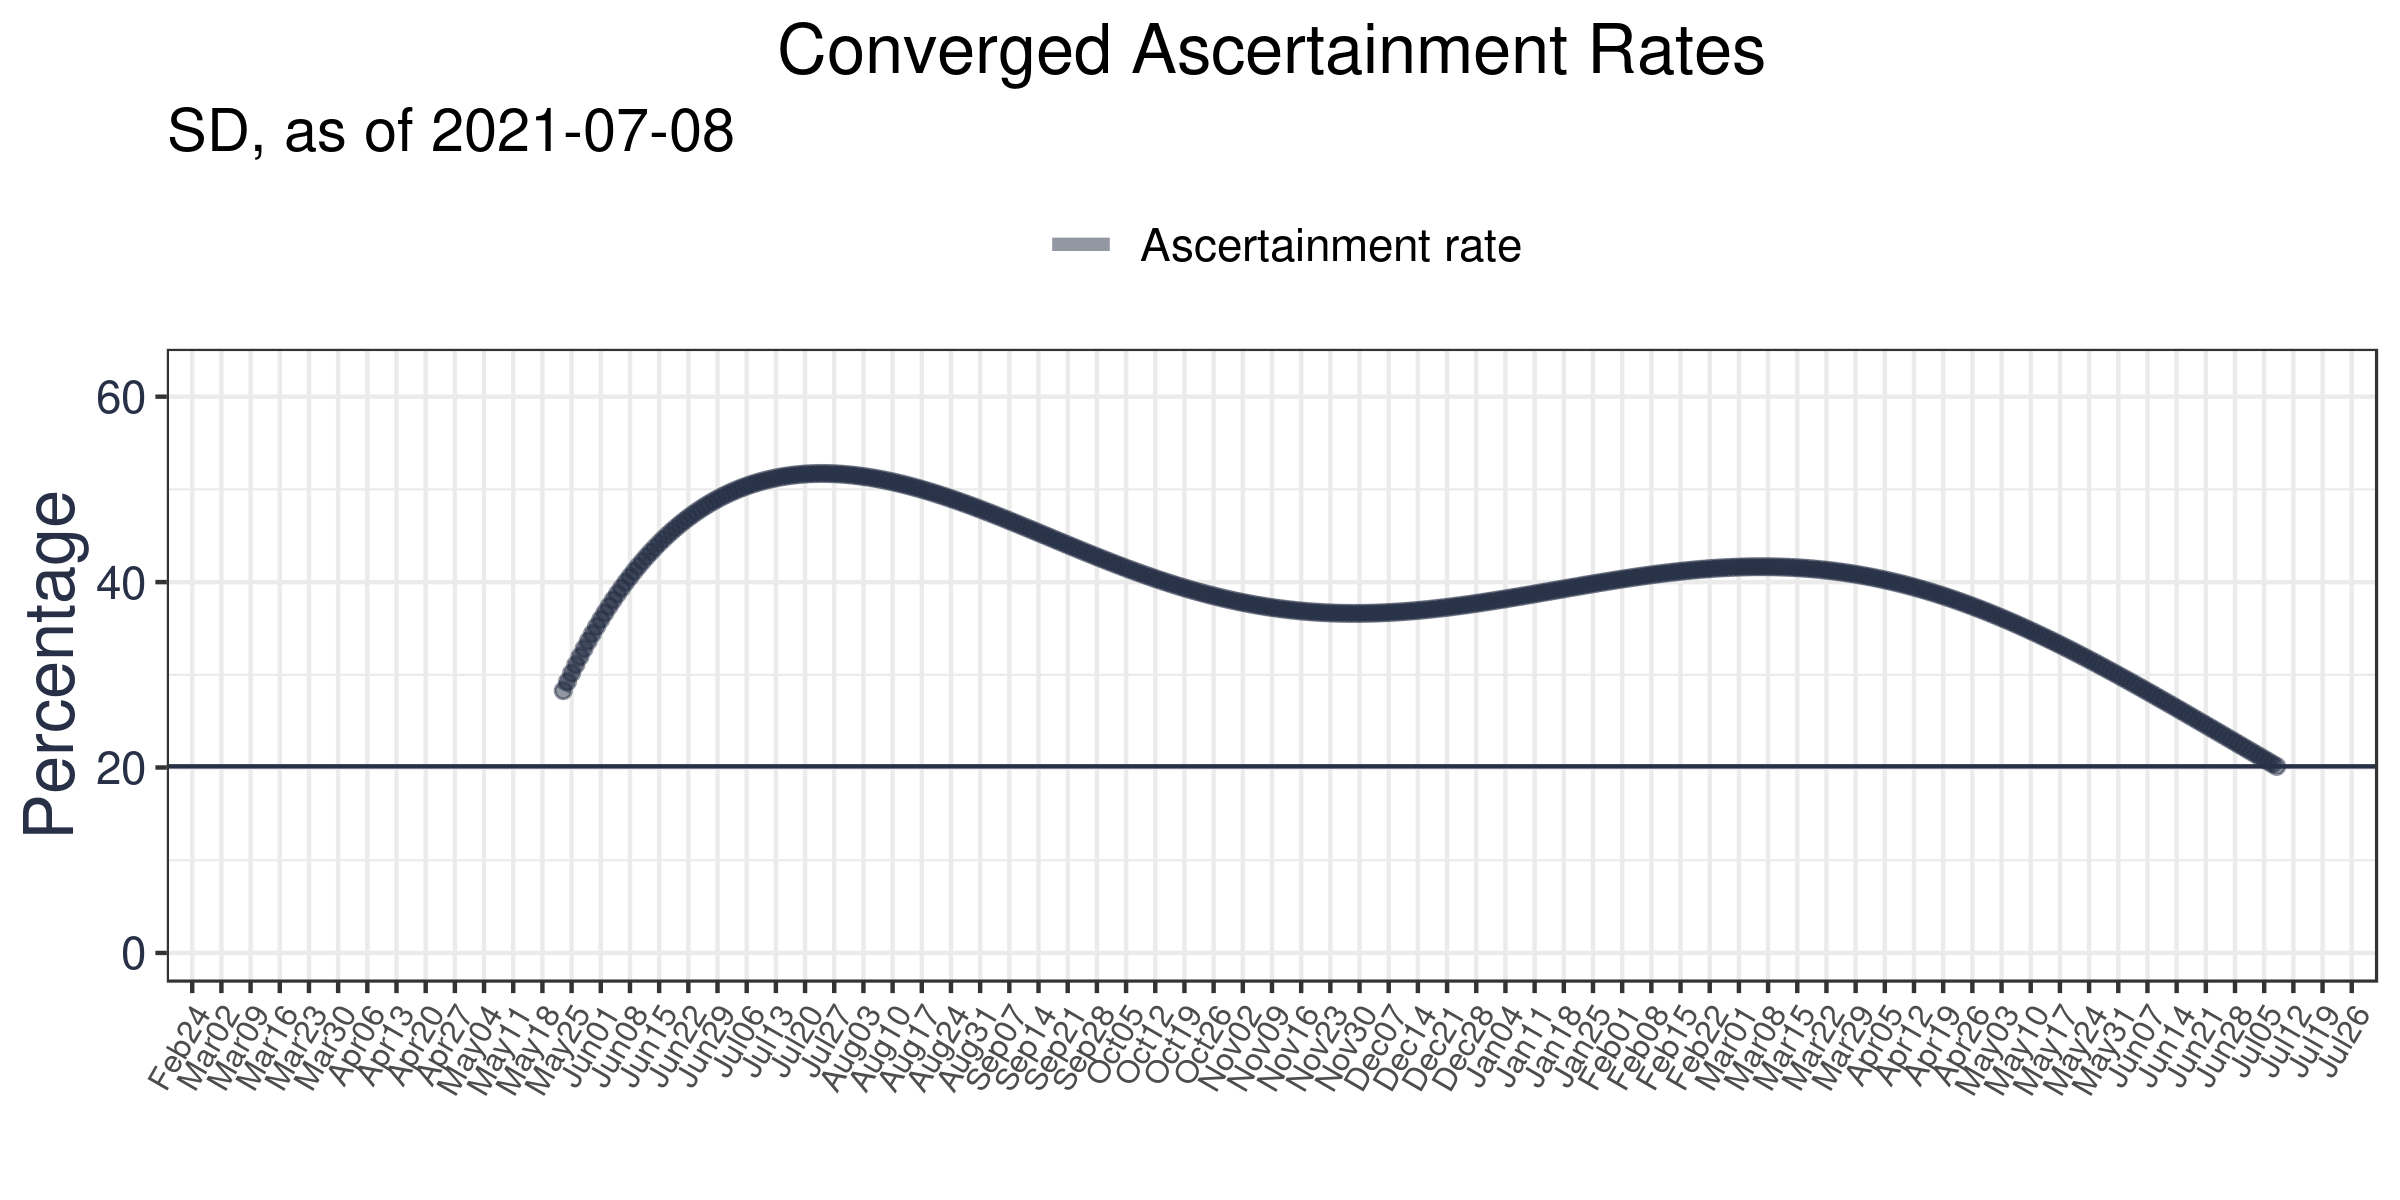 Converged Ascertainment Rates
SD, as of 2021-07-08
Ascertainment rate
Percentage
60
40
20
0
Feb24
Mar02
Mar09
Mar16
Mar23
Mar30
Apr06
Apr13
Apr20
Apr27
May04
May11
May18
May25
Jun01
Jun08
Jun15
Jun22
Jun29
Jul06
Jul13
Jul20
Jul27
Aug03
Aug10
Aug17
Aug24
Aug31
Sep07
Sep14
Sep21
Sep28
Oct05
Oct12
Oct19
Oct26
Nov02
Nov09
Nov16
Nov23
Nov30
Dec07
Dec14
Dec21
Dec28
Jan04
Jan11
Jan18
Jan25
Feb01
Feb08
Feb15
Feb22
Mar01
Mar08
Mar15
Mar22
Mar29
Apr05
Apr12
Apr19
Apr26
May03
May10
May17
May24
May31
Jun07
Jun14
Jun21
Jun28
Jul05
Jul12
Jul19
Jul26